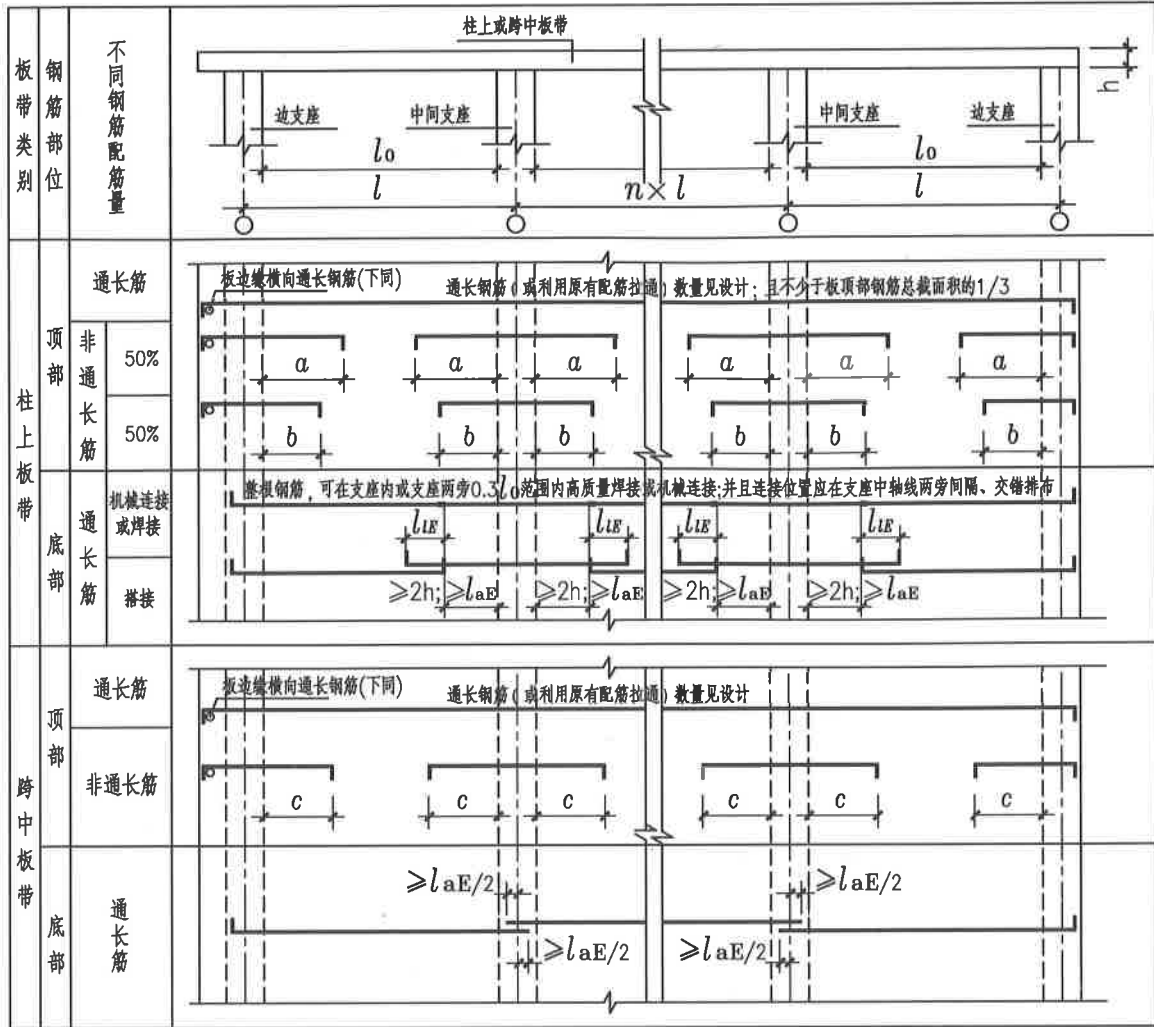 板带类别
钢筋部位
不同钢筋配筋量
柱上或跨中板带
h
边支座
中间支座
中间支座
边支座
l0
l0
l
n×l
l
柱上板带
顶部
通长筋
板边缘横向通长钢筋(下同)
通长钢筋(或利用原有配筋拉通)数量见设计;且不少于板顶部钢筋总截面积的1/3
非通长筋
50%
a
a
a
a
a
a
50%
b
b
b
b
b
b
底部
通长筋
机械连接
或焊接
整根钢筋,可在支座内或支座两旁0.3l0范围内高质量焊接或机械连接;并且连接位置应在支座中轴线两旁间隔、交错排布
搭接
llE
llE
llE
llE
≥2h;≥laE
≥2h;≥laE
≥2h;≥laE
≥2h;≥laE
跨中板带
顶部
通长筋
板边缘横向通长钢筋(下同)
通长钢筋(或利用原有配筋拉通)数量见设计
非通长筋
c
c
c
c
c
c
底部
通长筋
≥laE/2
≥laE/2
≥laE/2
≥laE/2